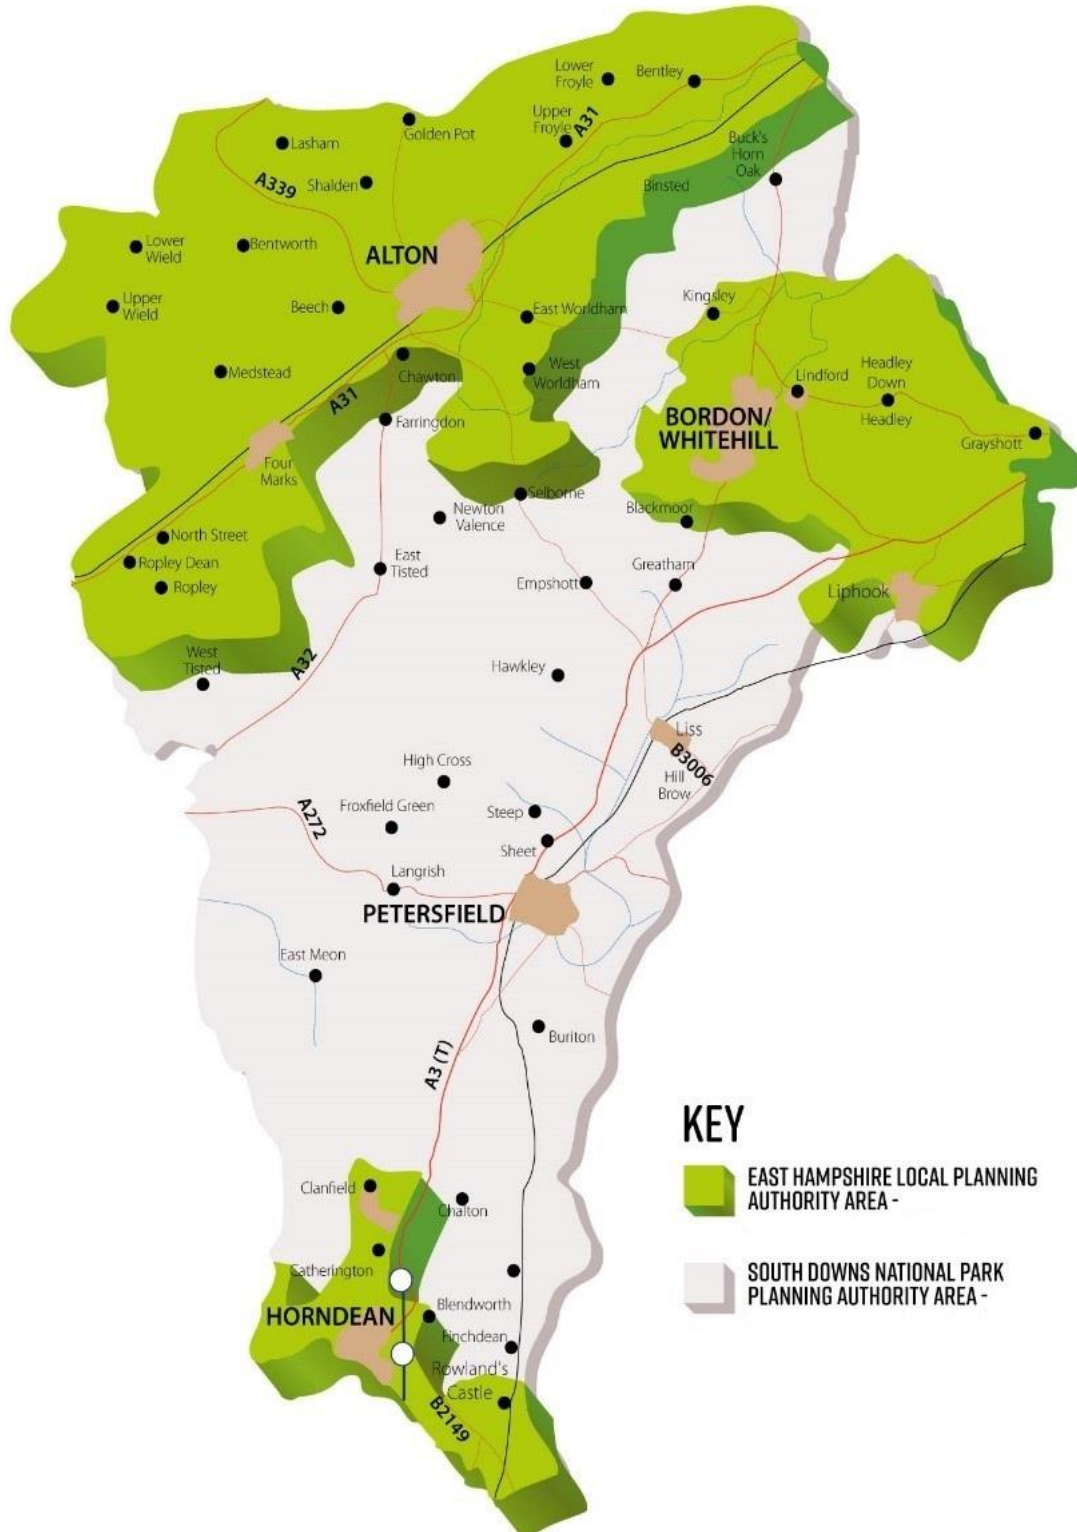 Lower
Froyle
Bentley
Upper
Froyle
A31
Golden Pot
Lasham
Buck's
Horn
Oak
A339
Shalden
Binsted
Lower
Wield
Bentworth
ALTON
Upper
Wield
Beech
East Worldham
Kingsley
Medstead
Chawton
West
Worldham
Lindford
Headley
Down
Headley
A31
Farringdon
BORDON/
WHITEHILL
Grayshott
Four
Marks
Selborne
Newton
Valence
Blackmoor
North Street
Ropley Dean
Ropley
East
Tisted
Empshott
Greatham
Liphook
West
Tisted
A32
Hawkley
Liss
B3006
High Cross
Hill
Brow
Froxfield Green
A272
Steep
Sheet
Langrish
PETERSFIELD
East Meon
Buriton
A3 (T)
KEY
EAST HAMPSHIRE LOCAL PLANNING
AUTHORITY AREA -
SOUTH DOWNS NATIONAL PARK
PLANNING AUTHORITY AREA -
Clanfield
Chalton
Catherington
Blendworth
HORNDEAN
Finchdean
Rowland's
Castle
B2149